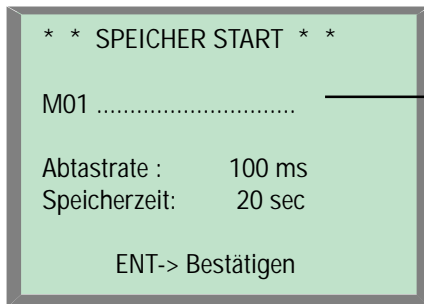 * * SPEICHER START * *
M01 ..............................
Abtastrate : 100 ms
Speicherzeit: 20 sec
ENT-> Bestätigen